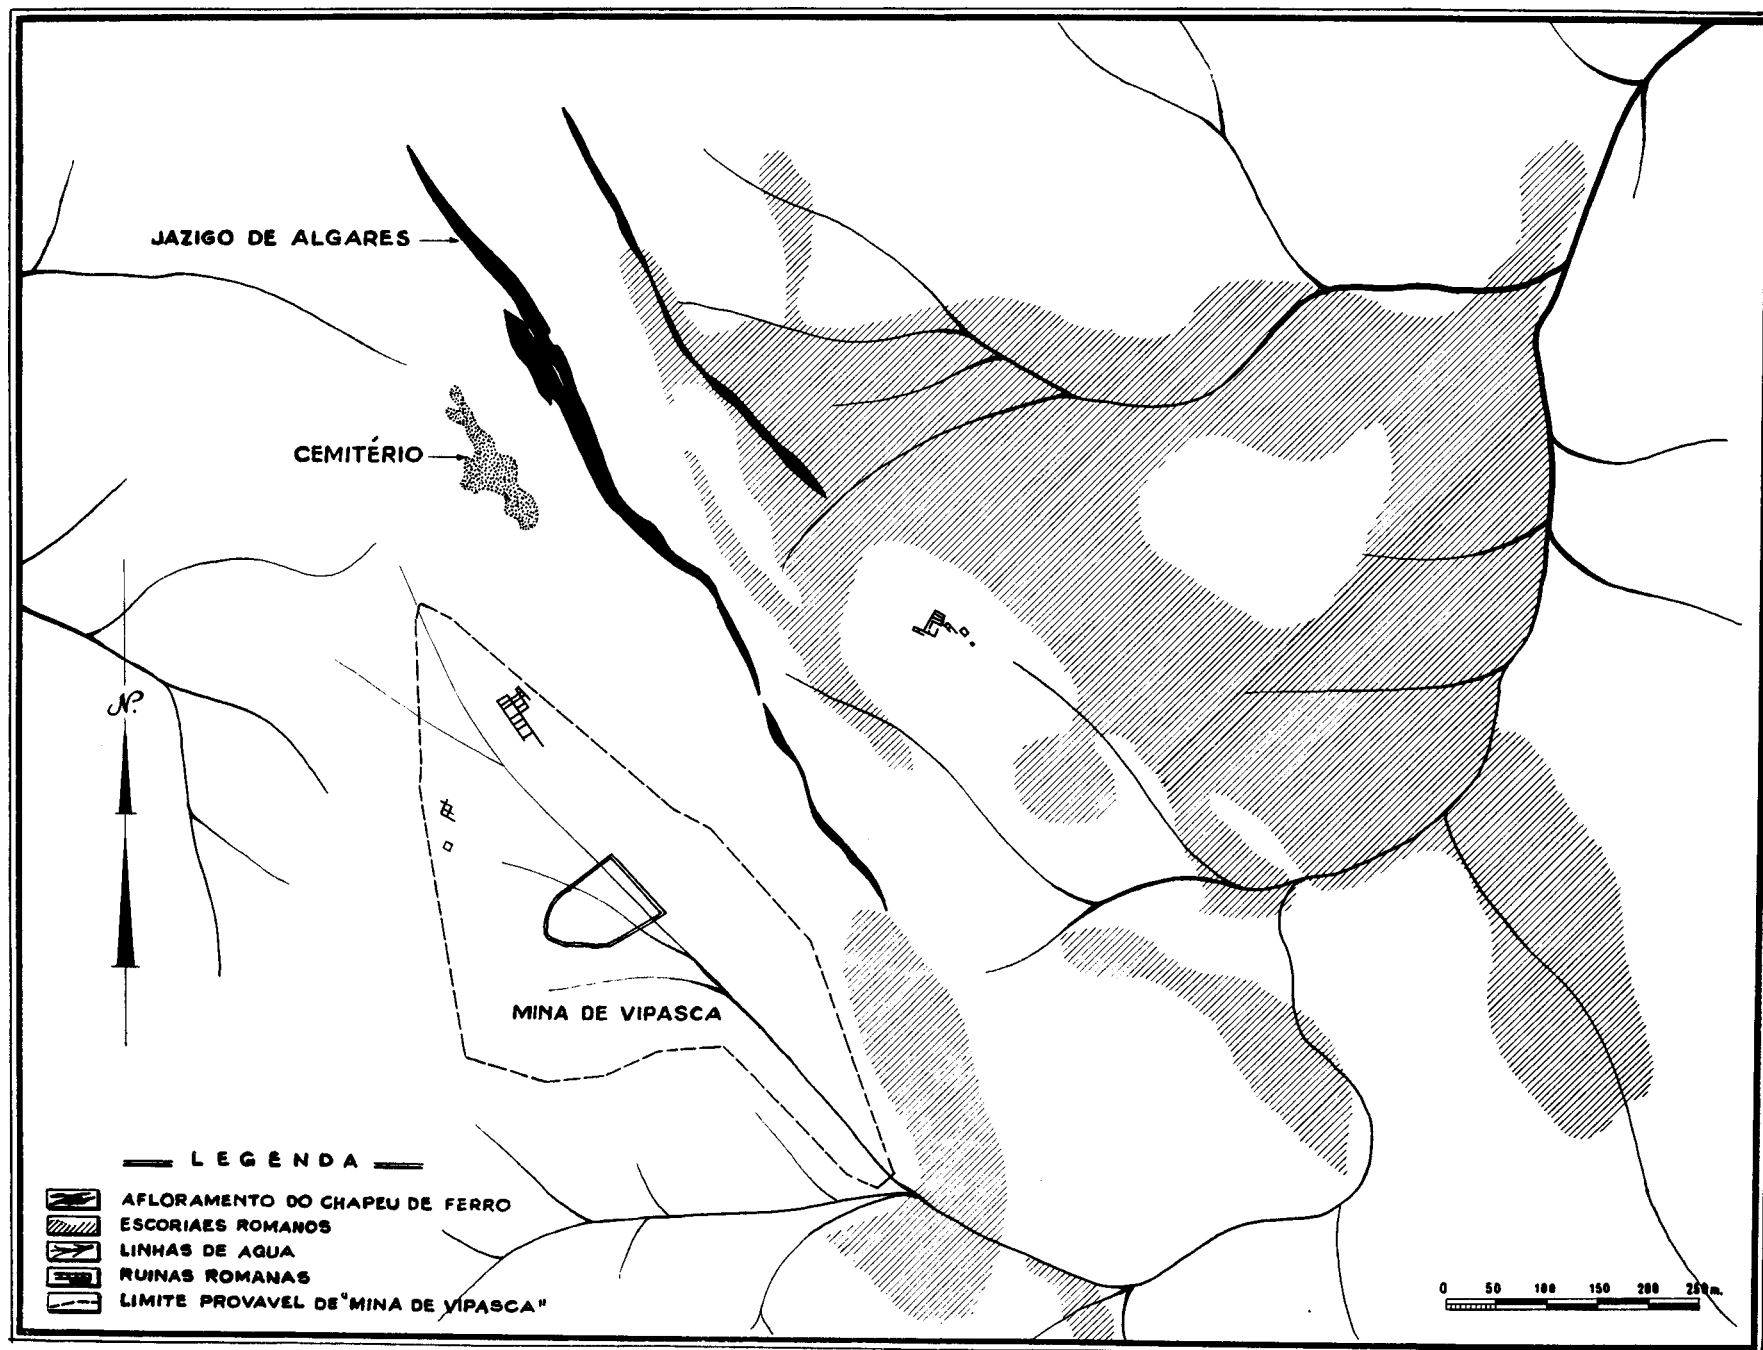 JAZIGO DE ALGARES
CEMITÉRIO
N.
MINA DE VIPASCA
LEGENDA
AFLORAMENTO DO CHAPEU DE FERRO
ESCORIAES ROMANOS
LINHAS DE AGUA
RUINAS ROMANAS
LIMITE PROVAVEL DE "MINA DE VIPASCA"
0 50 100 150 200 250m.